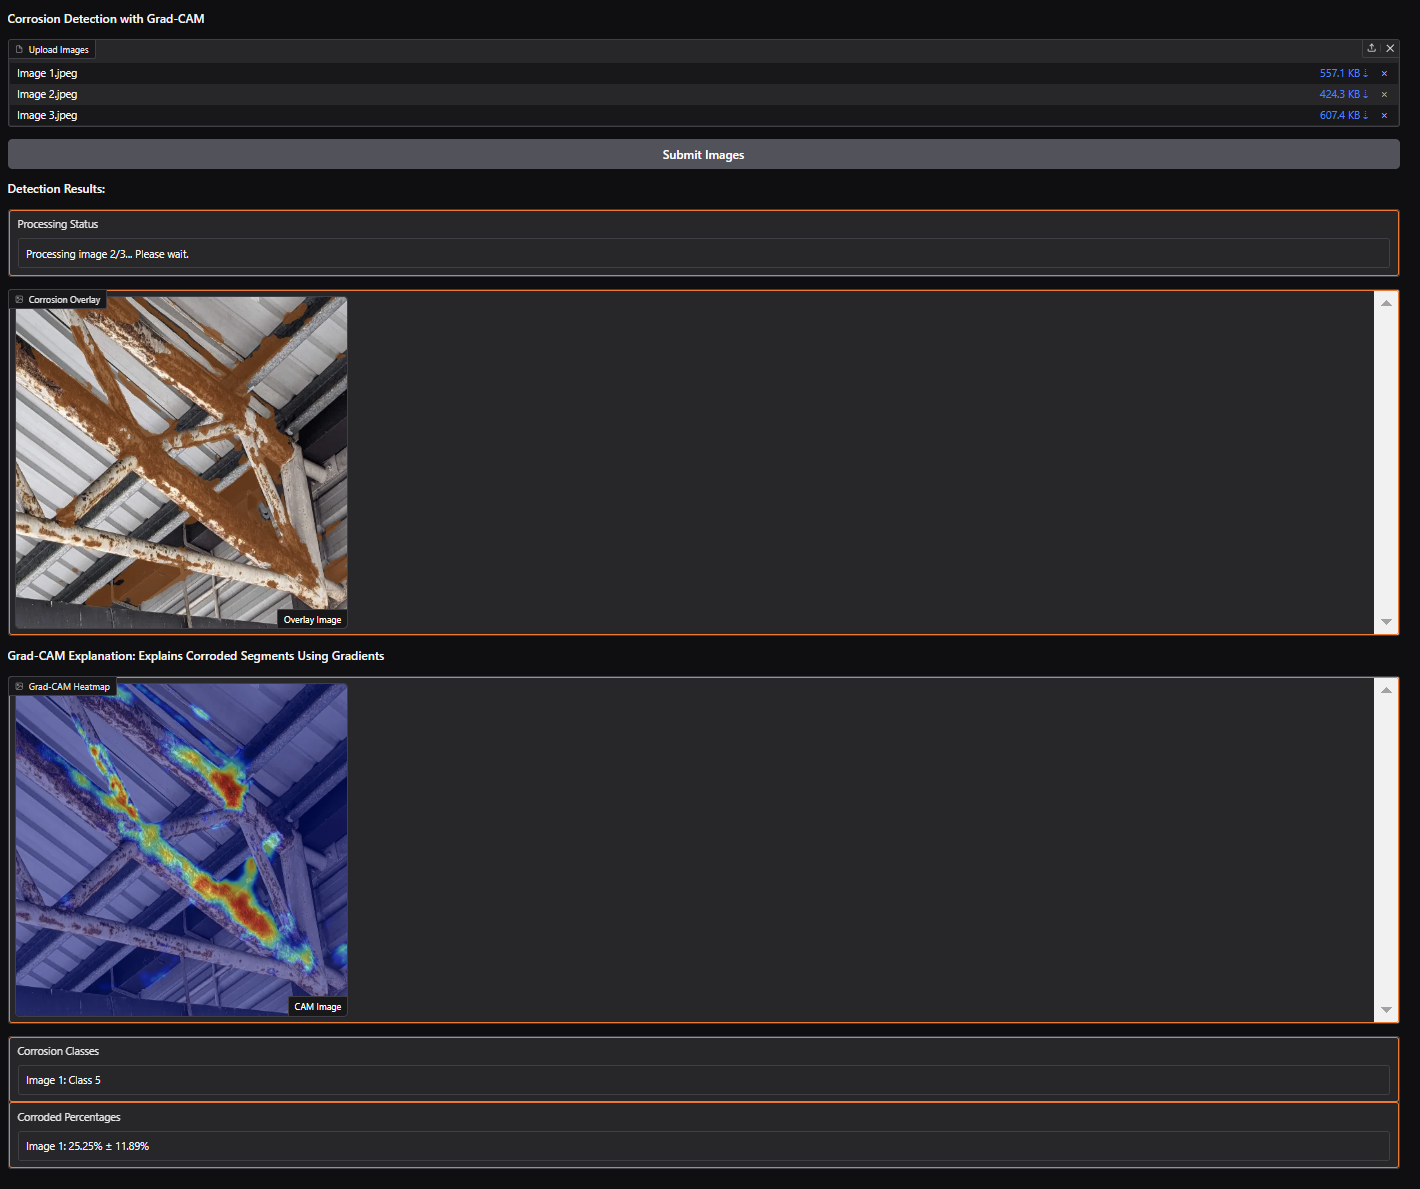 Corrosion Detection with Grad-CAM
Upload Images
Image 1.jpeg 557.1 KB ↓ ×
Image 2.jpeg 424.3 KB ↓ ×
Image 3.jpeg 607.4 KB ↓ ×
Submit Images
Detection Results:
Processing Status
Processing image 2/3... Please wait.
Corrosion Overlay
Overlay Image
Grad-CAM Explanation: Explains Corroded Segments Using Gradients
Grad-CAM Heatmap
CAM Image
Corrosion Classes
Image 1: Class 5
Corroded Percentages
Image 1: 25.25% ± 11.89%